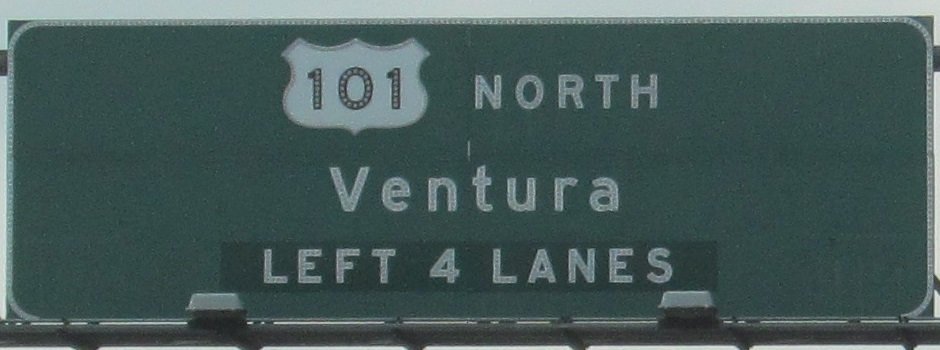 101 NORTH
Ventura
LEFT 4 LANES